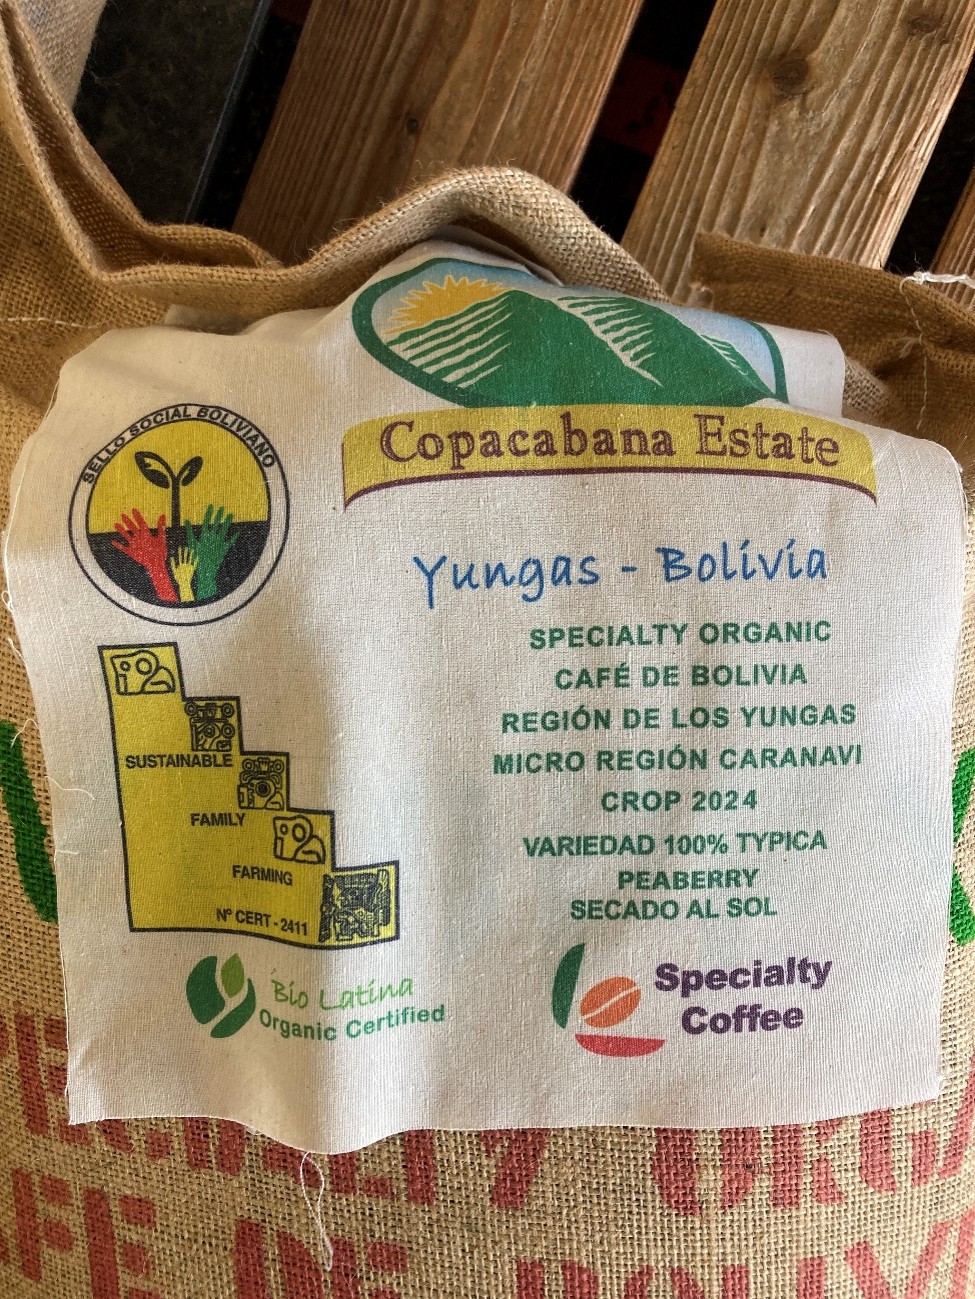 Copacabana Estate
SELLO SOCIAL BOLIVIANO
Yungas - Bolivia
SPECIALTY ORGANIC
CAFÉ DE BOLIVIA
REGIÓN DE LOS YUNGAS
MICRO REGIÓN CARANAVI
CROP 2024
VARIEDAD 100% TYPICA
PEABERRY
SECADO AL SOL
SUSTAINABLE
FAMILY
FARMING
Nº CERT - 2411
Bio Latina
Organic Certified
Specialty
Coffee
DE